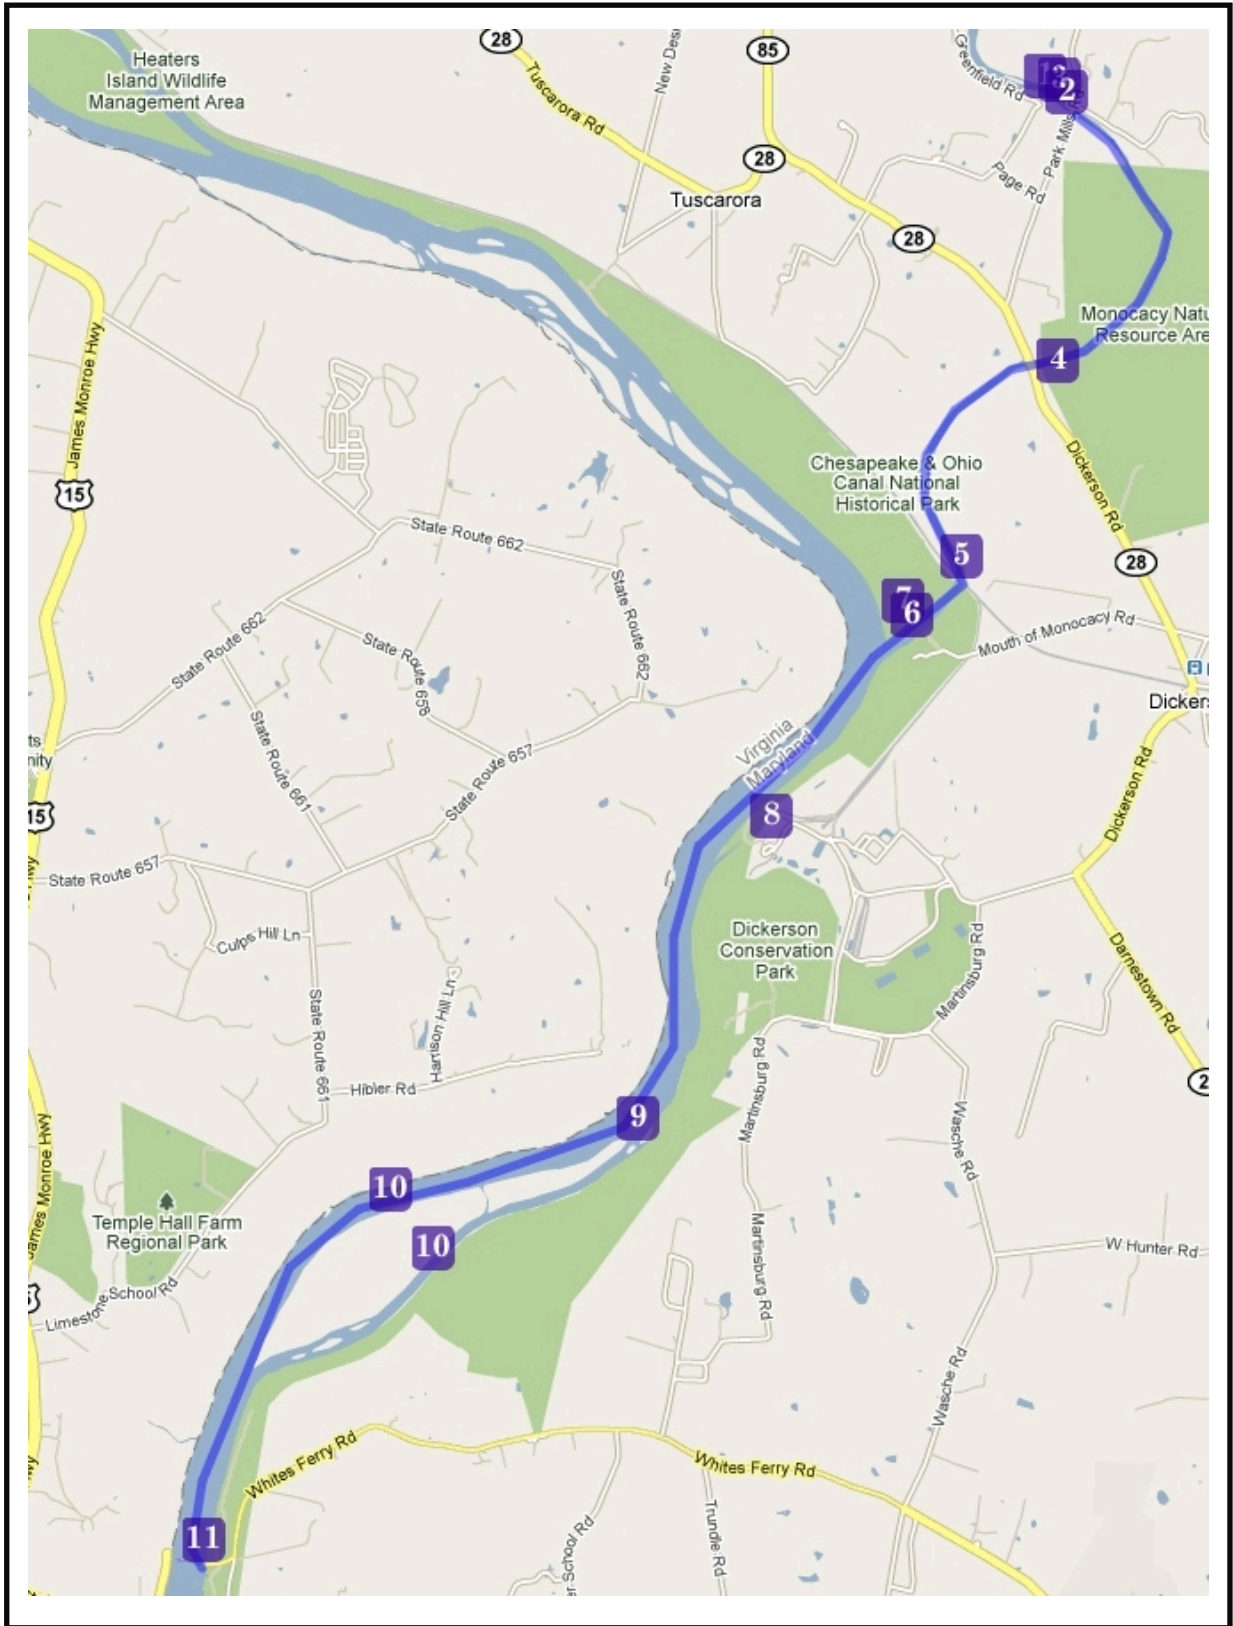 Heaters
Island Wildlife
Management Area
28
Tuscarora Rd
85
28
Tuscarora
Greenfield Rd
2
Park Mills
Page Rd
28
Monocacy Natu
Resource Are
4
James Monroe Hwy
15
Chesapeake & Ohio
Canal National
Historical Park
Dickerson Rd
State Route 662
5
28
State Route 662
7
6
Mouth of Monocacy Rd
State Route 662
State Route 658
Dickers
ts
nity
State Route 661
State Route 657
Virginia
Maryland
Dickerson Rd
15
8
State Route 657
Culps Hill Ln
Dickerson
Conservation
Park
Martinsburg Rd
Darnestown Rd
State Route 661
Harrison Hill Ln
Hibler Rd
2
Martinsburg Rd
Wasche Rd
9
James Monroe Hwy
10
Temple Hall Farm
Regional Park
10
W Hunter Rd
Martinsburg Rd
Limestone School Rd
Wasche Rd
Whites Ferry Rd
Whites Ferry Rd
Trundle Rd
School Rd
11